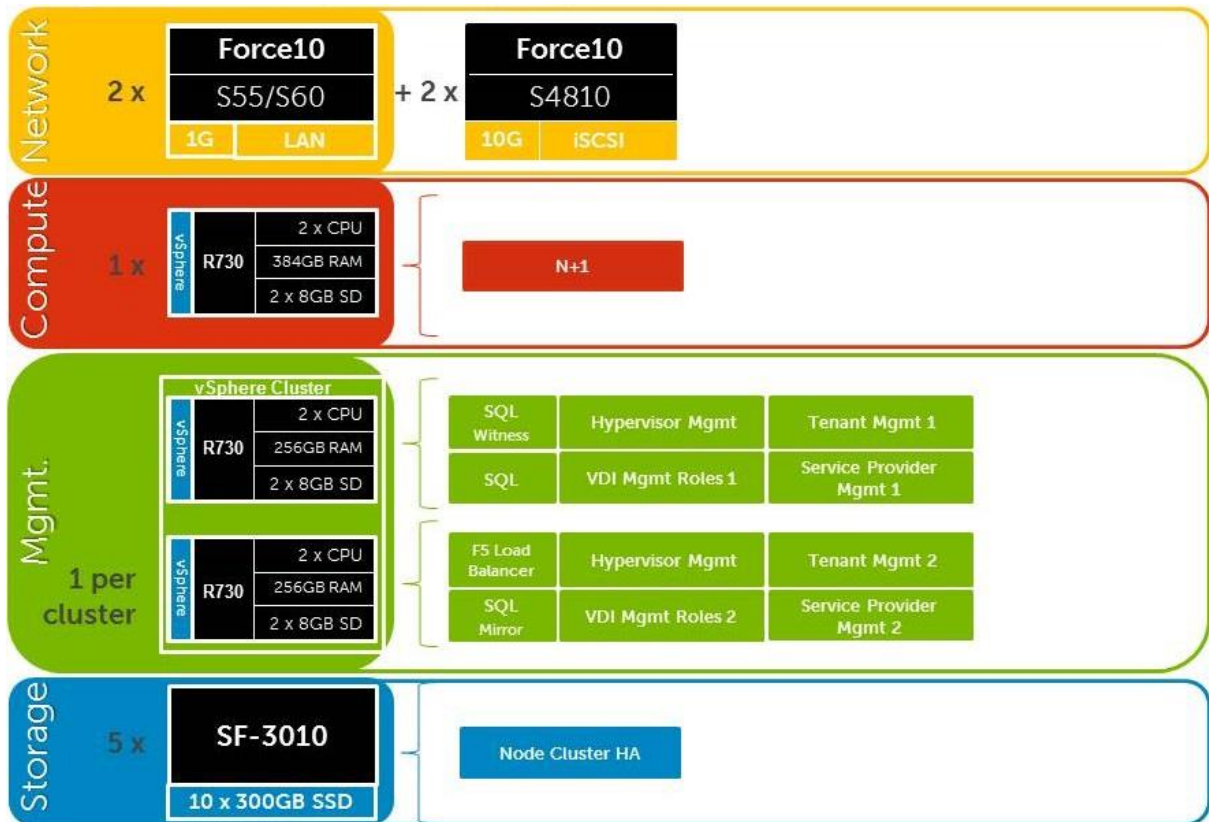 Network
2 x
Force10
S55/S60
1G
LAN
+ 2 x
Force10
S4810
10G
iSCSI
Compute
1 x
vSphere
R730
2 x CPU
384GB RAM
2 x 8GB SD
N+1
Mgmt.
1 per
cluster
vSphere Cluster
vSphere
R730
2 x CPU
256GB RAM
2 x 8GB SD
SQL
Witness
Hypervisor Mgmt
Tenant Mgmt 1
SQL
VDI Mgmt Roles 1
Service Provider
Mgmt 1
vSphere
R730
2 x CPU
256GB RAM
2 x 8GB SD
F5 Load
Balancer
Hypervisor Mgmt
Tenant Mgmt 2
SQL
Mirror
VDI Mgmt Roles 2
Service Provider
Mgmt 2
Storage
5 x
SF-3010
10 x 300GB SSD
Node Cluster HA